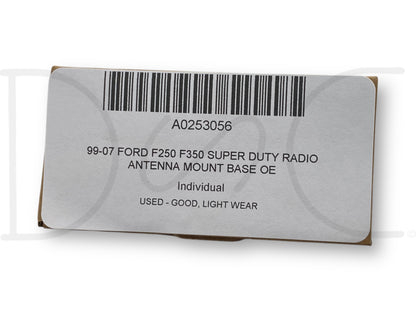 A0253056
99-07 FORD F250 F350 SUPER DUTY RADIO
ANTENNA MOUNT BASE OE
Individual
USED - GOOD, LIGHT WEAR